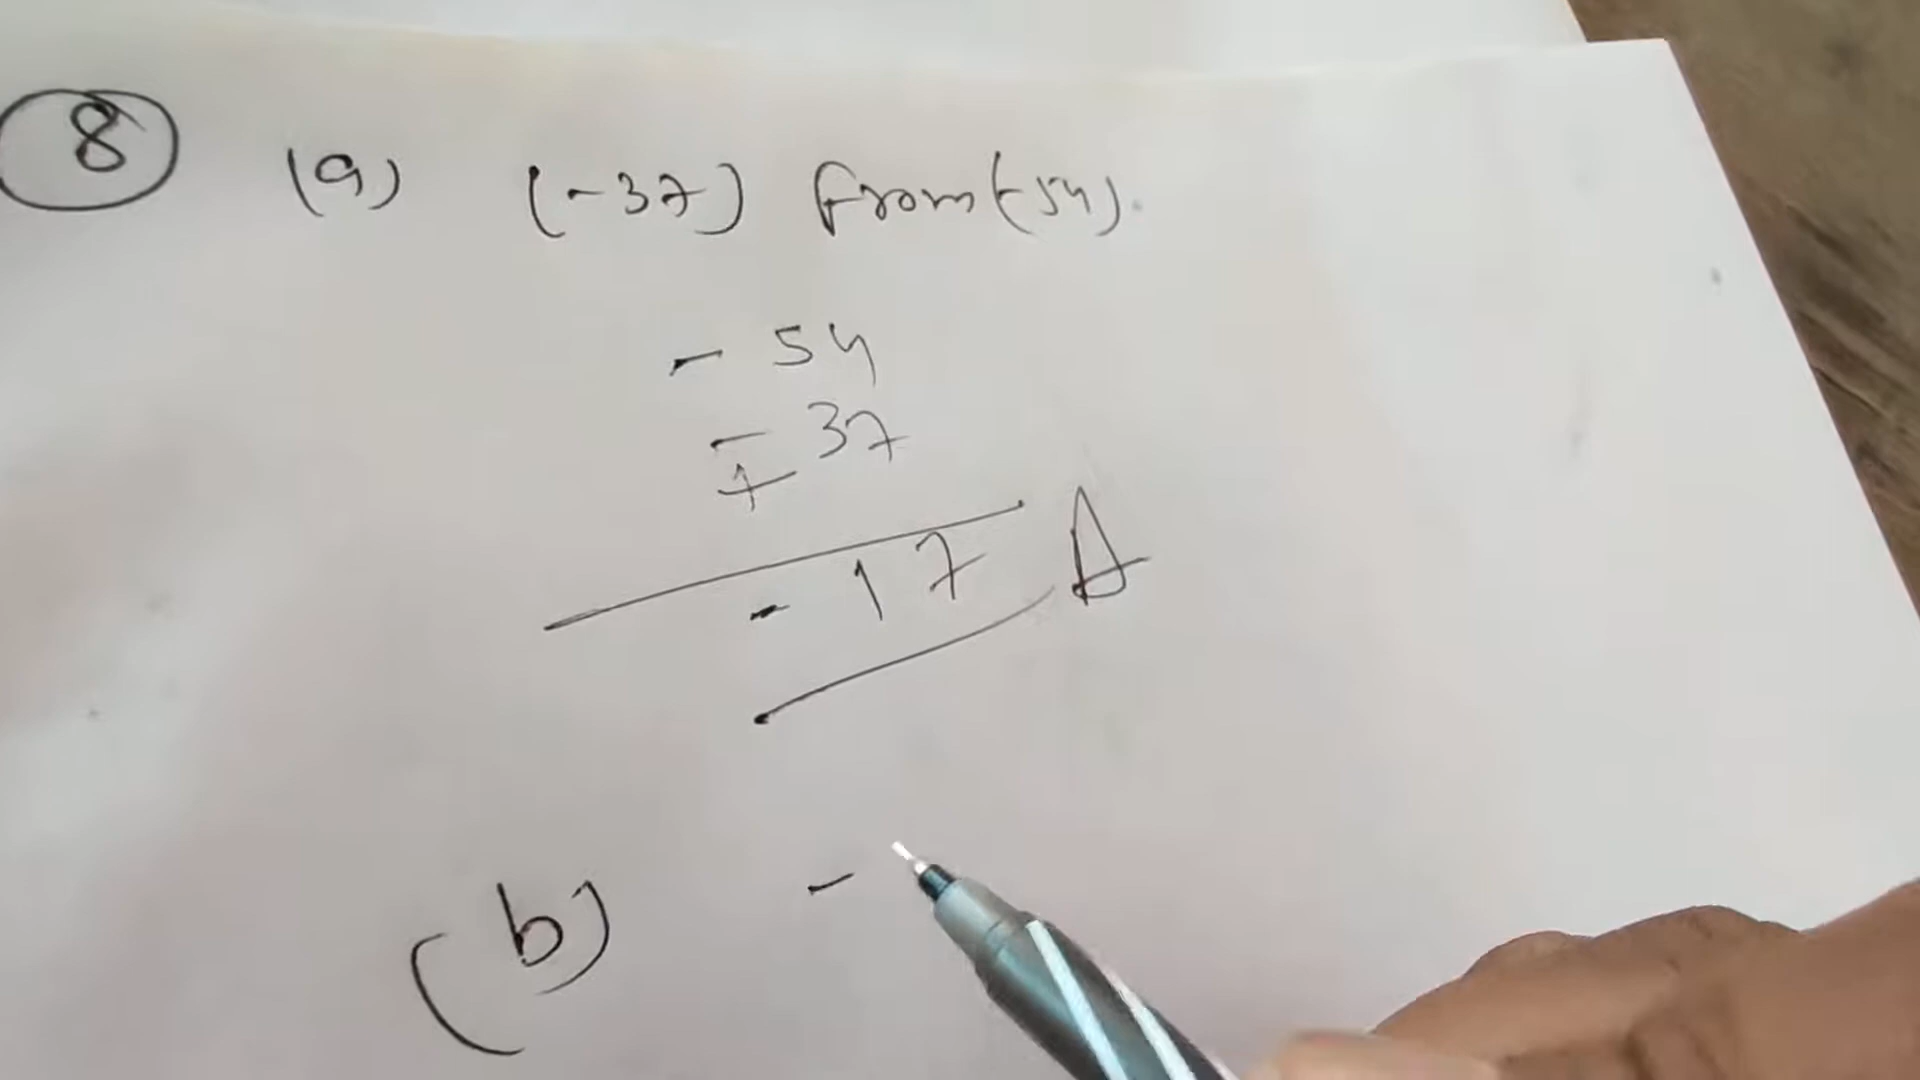 8 (a) (-37) from (-54).
- 54
- 37
+
- 17 A
(b) -